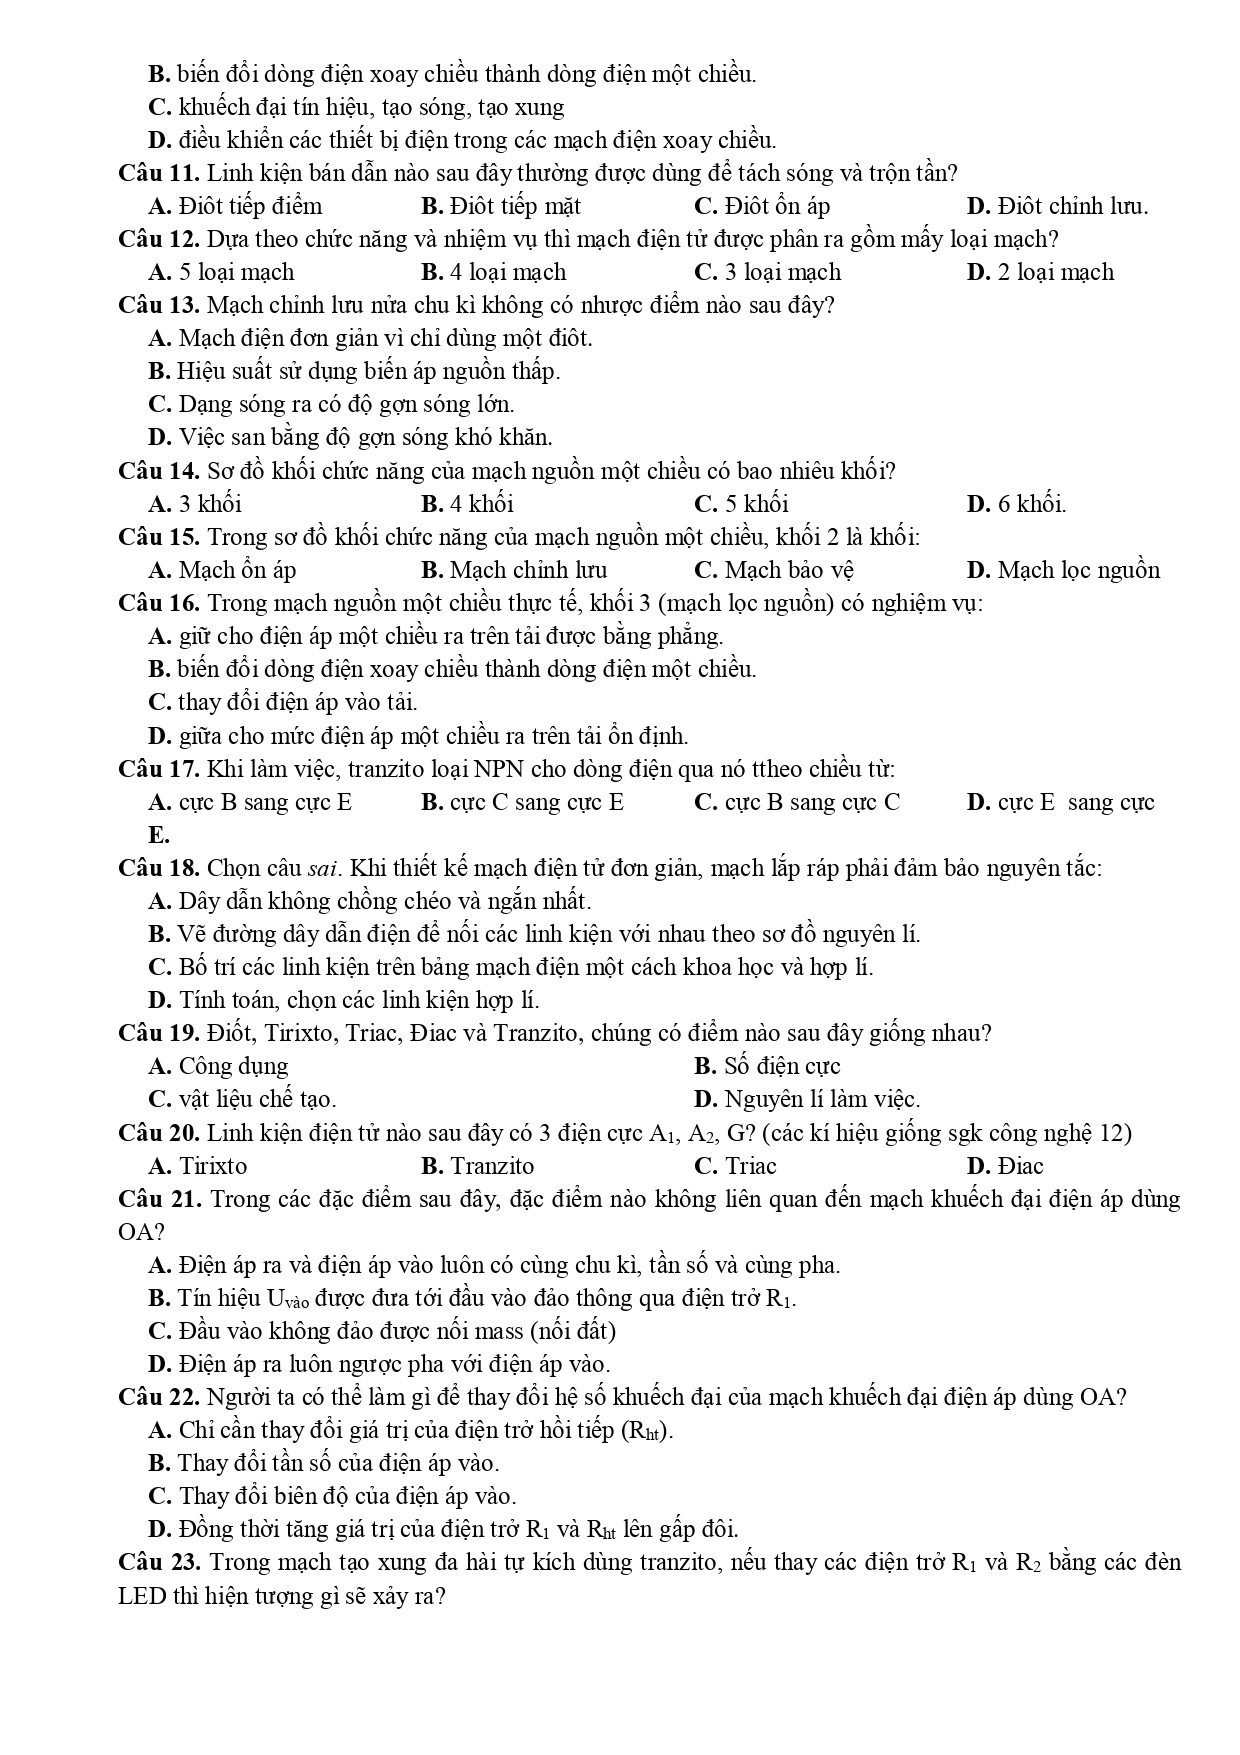 B. biến đổi dòng điện xoay chiều thành dòng điện một chiều.
C. khuếch đại tín hiệu, tạo sóng, tạo xung
D. điều khiển các thiết bị điện trong các mạch điện xoay chiều.
Câu 11. Linh kiện bán dẫn nào sau đây thường được dùng để tách sóng và trộn tần?
A. Điôt tiếp điểm B. Điôt tiếp mặt C. Điôt ổn áp D. Điôt chỉnh lưu.
Câu 12. Dựa theo chức năng và nhiệm vụ thì mạch điện tử được phân ra gồm mấy loại mạch?
A. 5 loại mạch B. 4 loại mạch C. 3 loại mạch D. 2 loại mạch
Câu 13. Mạch chỉnh lưu nửa chu kì không có nhược điểm nào sau đây?
A. Mạch điện đơn giản vì chỉ dùng một điôt.
B. Hiệu suất sử dụng biến áp nguồn thấp.
C. Dạng sóng ra có độ gợn sóng lớn.
D. Việc san bằng độ gợn sóng khó khăn.
Câu 14. Sơ đồ khối chức năng của mạch nguồn một chiều có bao nhiêu khối?
A. 3 khối B. 4 khối C. 5 khối D. 6 khối.
Câu 15. Trong sơ đồ khối chức năng của mạch nguồn một chiều, khối 2 là khối:
A. Mạch ổn áp B. Mạch chỉnh lưu C. Mạch bảo vệ D. Mạch lọc nguồn
Câu 16. Trong mạch nguồn một chiều thực tế, khối 3 (mạch lọc nguồn) có nghiệm vụ:
A. giữ cho điện áp một chiều ra trên tải được bằng phẳng.
B. biến đổi dòng điện xoay chiều thành dòng điện một chiều.
C. thay đổi điện áp vào tải.
D. giữa cho mức điện áp một chiều ra trên tải ổn định.
Câu 17. Khi làm việc, tranzito loại NPN cho dòng điện qua nó ttheo chiều từ:
A. cực B sang cực E B. cực C sang cực E C. cực B sang cực C D. cực E sang cực
E.
Câu 18. Chọn câu sai. Khi thiết kế mạch điện tử đơn giản, mạch lắp ráp phải đảm bảo nguyên tắc:
A. Dây dẫn không chồng chéo và ngắn nhất.
B. Vẽ đường dây dẫn điện để nối các linh kiện với nhau theo sơ đồ nguyên lí.
C. Bố trí các linh kiện trên bảng mạch điện một cách khoa học và hợp lí.
D. Tính toán, chọn các linh kiện hợp lí.
Câu 19. Điốt, Tirixto, Triac, Điac và Tranzito, chúng có điểm nào sau đây giống nhau?
A. Công dụng B. Số điện cực
C. vật liệu chế tạo. D. Nguyên lí làm việc.
Câu 20. Linh kiện điện tử nào sau đây có 3 điện cực A₁, A₂, G? (các kí hiệu giống sgk công nghệ 12)
A. Tirixto B. Tranzito C. Triac D. Điac
Câu 21. Trong các đặc điểm sau đây, đặc điểm nào không liên quan đến mạch khuếch đại điện áp dùng
OA?
A. Điện áp ra và điện áp vào luôn có cùng chu kì, tần số và cùng pha.
B. Tín hiệu Uvào được đưa tới đầu vào đảo thông qua điện trở R₁.
C. Đầu vào không đảo được nối mass (nối đất)
D. Điện áp ra luôn ngược pha với điện áp vào.
Câu 22. Người ta có thể làm gì để thay đổi hệ số khuếch đại của mạch khuếch đại điện áp dùng OA?
A. Chỉ cần thay đổi giá trị của điện trở hồi tiếp (Rht).
B. Thay đổi tần số của điện áp vào.
C. Thay đổi biên độ của điện áp vào.
D. Đồng thời tăng giá trị của điện trở R₁ và Rht lên gấp đôi.
Câu 23. Trong mạch tạo xung đa hài tự kích dùng tranzito, nếu thay các điện trở R₁ và R₂ bằng các đèn
LED thì hiện tượng gì sẽ xảy ra?